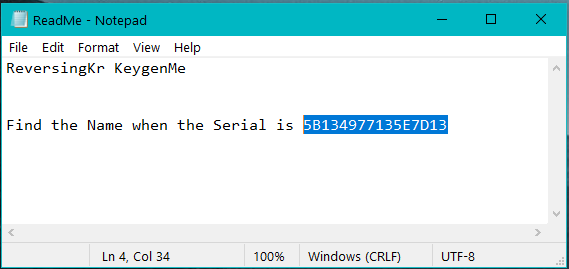 ReadMe - Notepad
File Edit Format View Help
ReversingKr KeygenMe
Find the Name when the Serial is 5B134977135E7D13
Ln 4, Col 34 100% Windows (CRLF) UTF-8